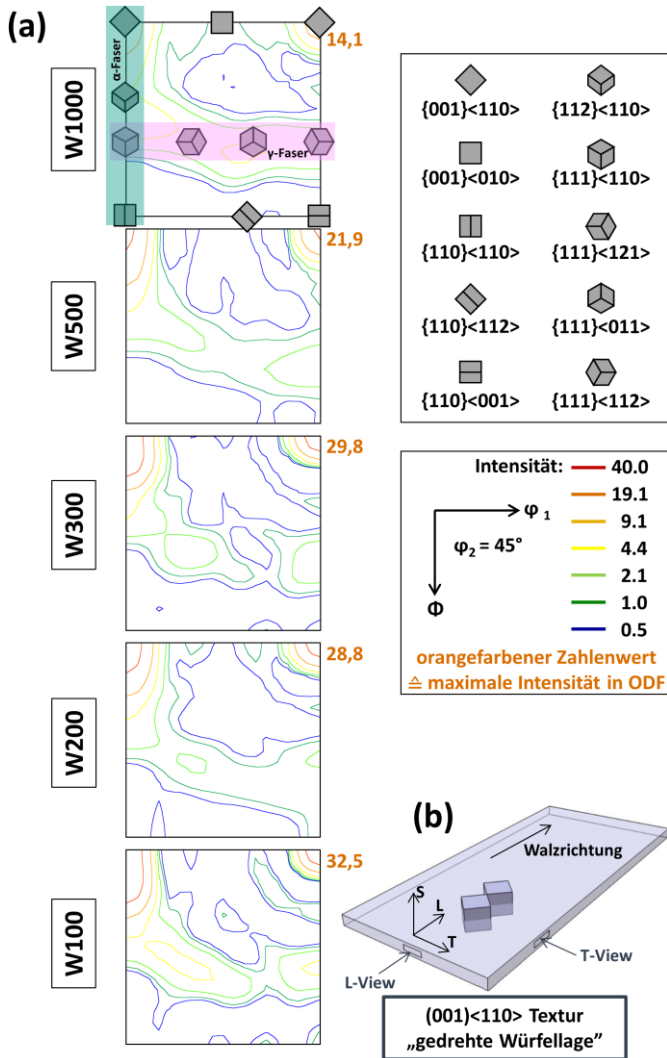 (a)
W1000
α-Faser
γ-Faser
14,1
W500
21,9
W300
29,8
W200
28,8
W100
32,5
{001}<110>
{112}<110>
{001}<010>
{111}<110>
{110}<110>
{111}<121>
{110}<112>
{111}<011>
{110}<001>
{111}<112>
Intensität:
40.0
19.1
9.1
4.4
2.1
1.0
0.5
φ 1
φ2 = 45°
Φ
orangefarbener Zahlenwert
≙ maximale Intensität in ODF
(b)
Walzrichtung
S
L
T
L-View
T-View
(001)<110> Textur
„gedrehte Würfellage”